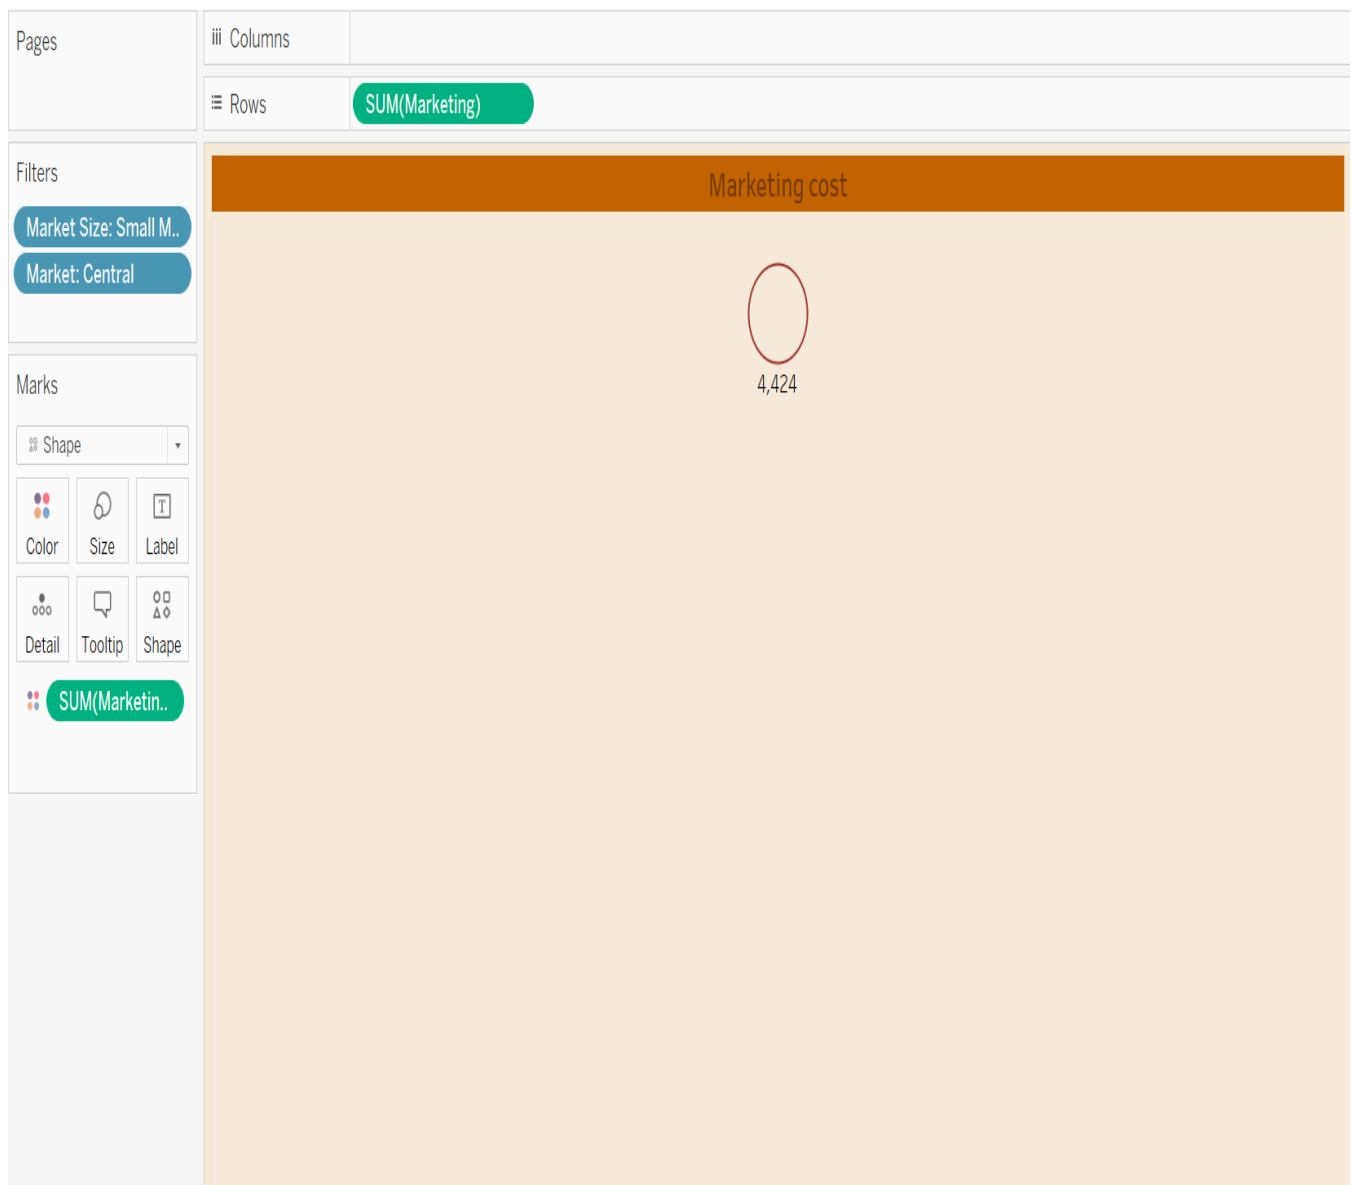 Pages
Columns
Rows
SUM(Marketing)
Filters
Market Size: Small M..
Market: Central
Marketing cost
4,424
Marks
Shape
Color
Size
T
Label
Detail
Tooltip
Shape
SUM(Marketin..